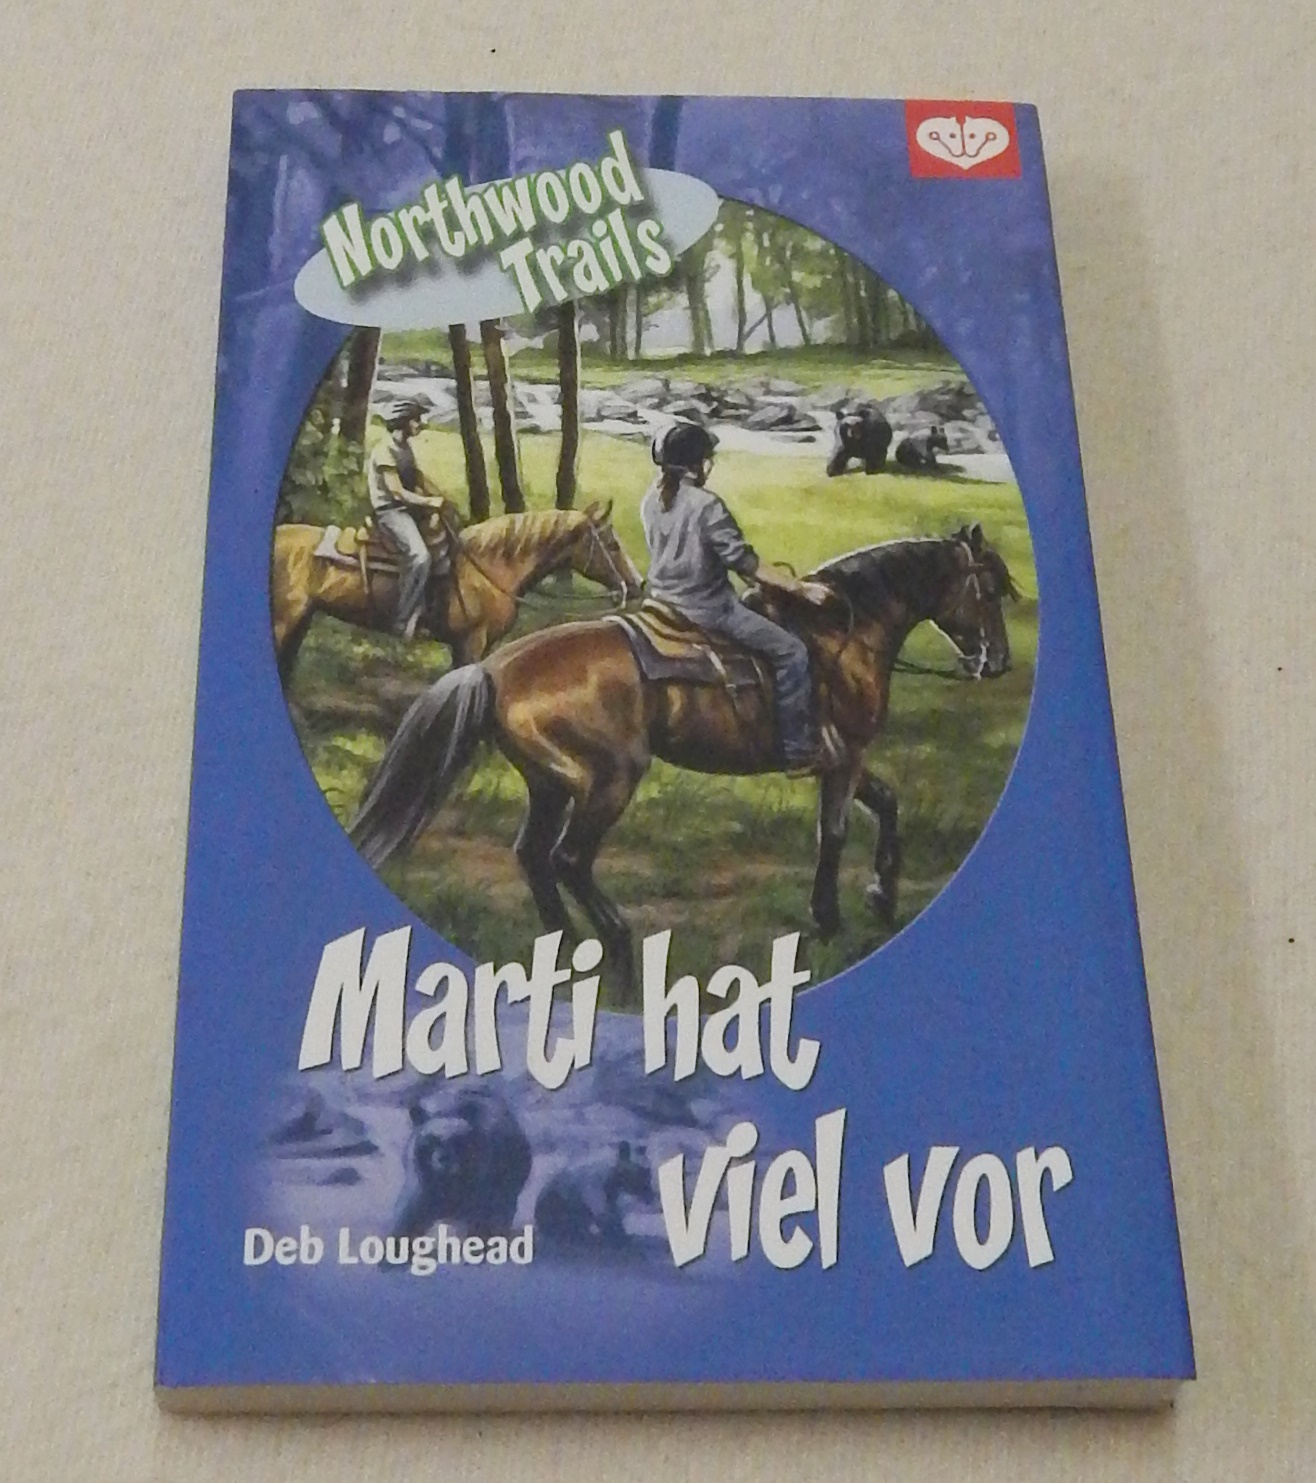 Northwood
Trails
Marti hat
viel vor
Deb Loughead